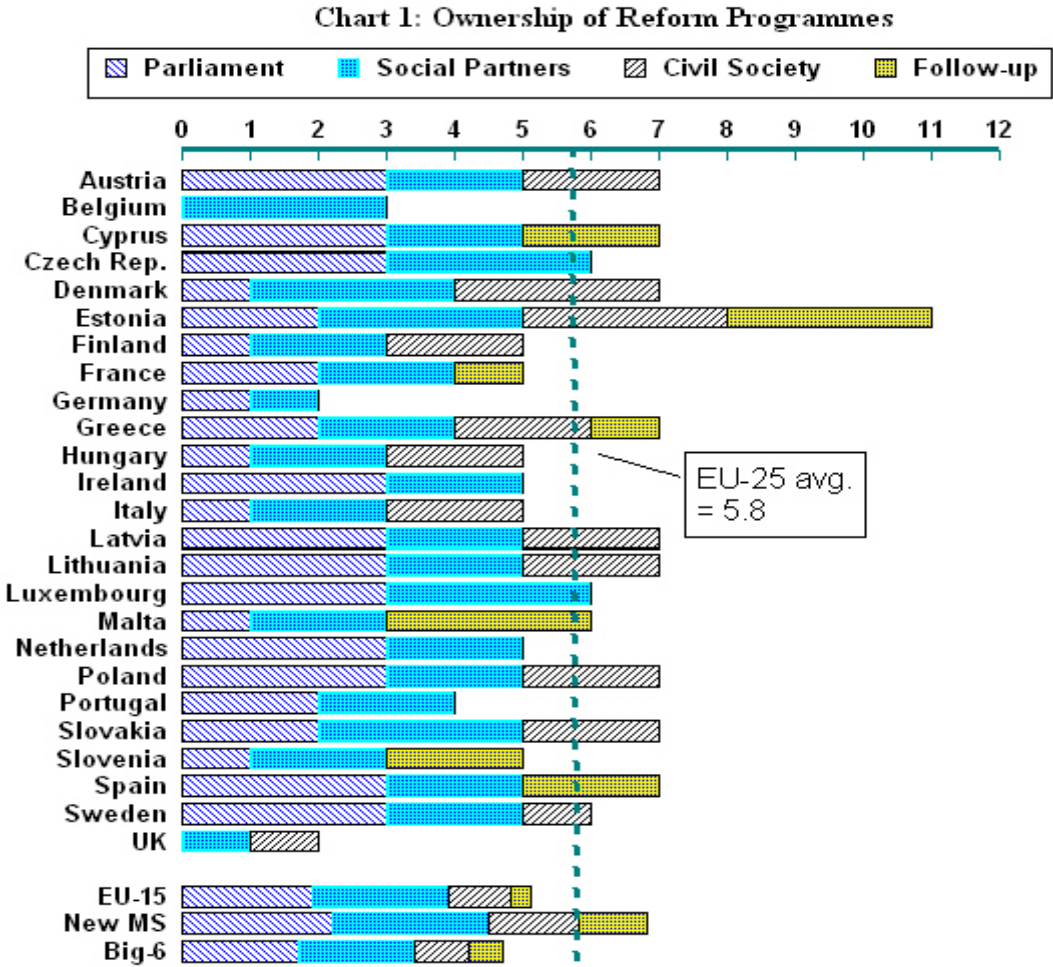 Chart 1: Ownership of Reform Programmes
Parliament Social Partners Civil Society Follow-up
0 1 2 3 4 5 6 7 8 9 10 11 12
Austria
Belgium
Cyprus
Czech Rep.
Denmark
Estonia
Finland
France
Germany
Greece
Hungary
EU-25 avg.
= 5.8
Ireland
Italy
Latvia
Lithuania
Luxembourg
Malta
Netherlands
Poland
Portugal
Slovakia
Slovenia
Spain
Sweden
UK
EU-15
New MS
Big-6